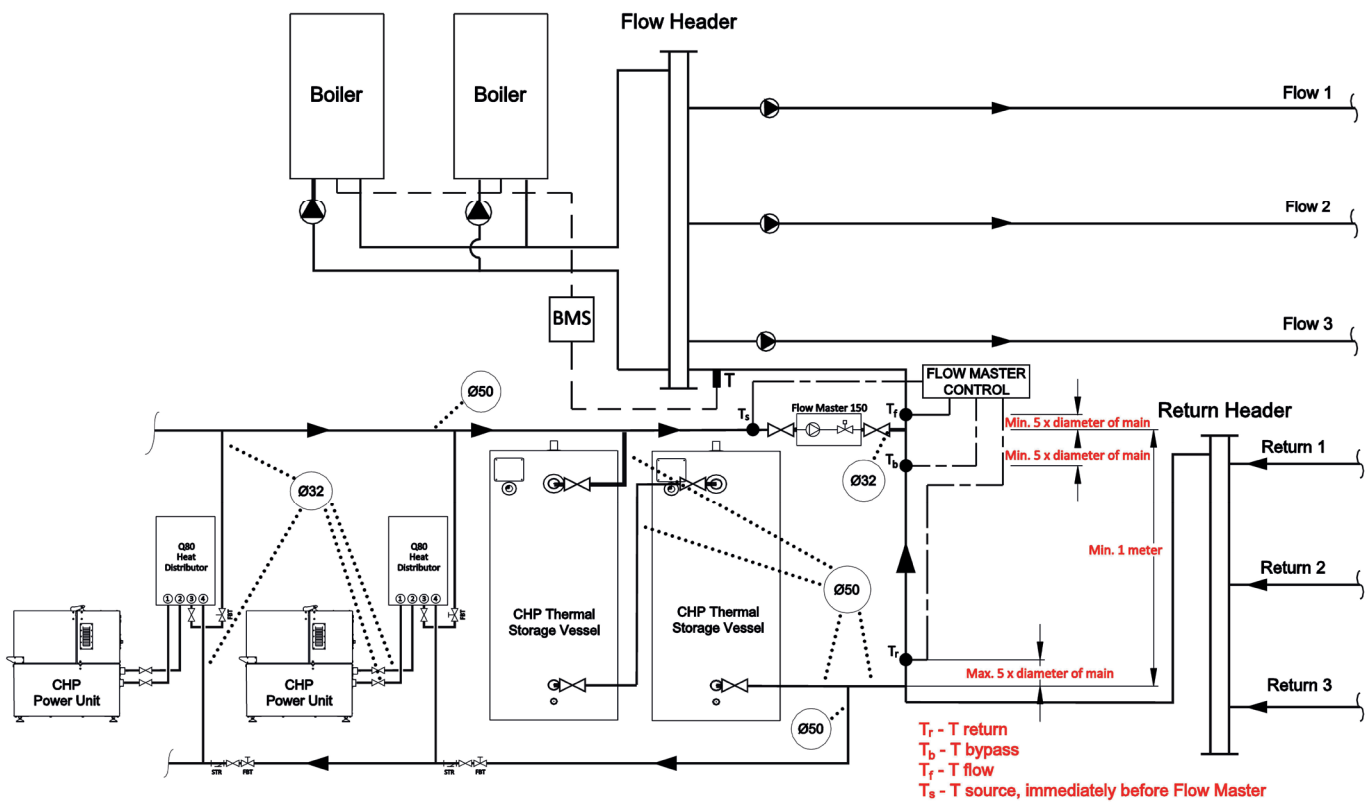 Flow Header
Boiler
Boiler
Flow 1
Flow 2
BMS
Flow 3
T
FLOW MASTER
CONTROL
Ø50
Ts
Flow Master 150
Tf
Min. 5 x diameter of main
Return Header
Min. 5 x diameter of main
Return 1
Tb
Ø32
Ø32
Q80
Heat
Distributor
Q80
Heat
Distributor
Min. 1 meter
Return 2
1 2 3 4
FBT
1 2 3 4
FBT
Ø50
CHP Thermal
Storage Vessel
CHP Thermal
Storage Vessel
Tr
Max. 5 x diameter of main
CHP
Power Unit
CHP
Power Unit
Return 3
Ø50
STR
FBT
STR
FBT
Tr - T return
Tb - T bypass
Tf - T flow
Ts - T source, immediately before Flow Master